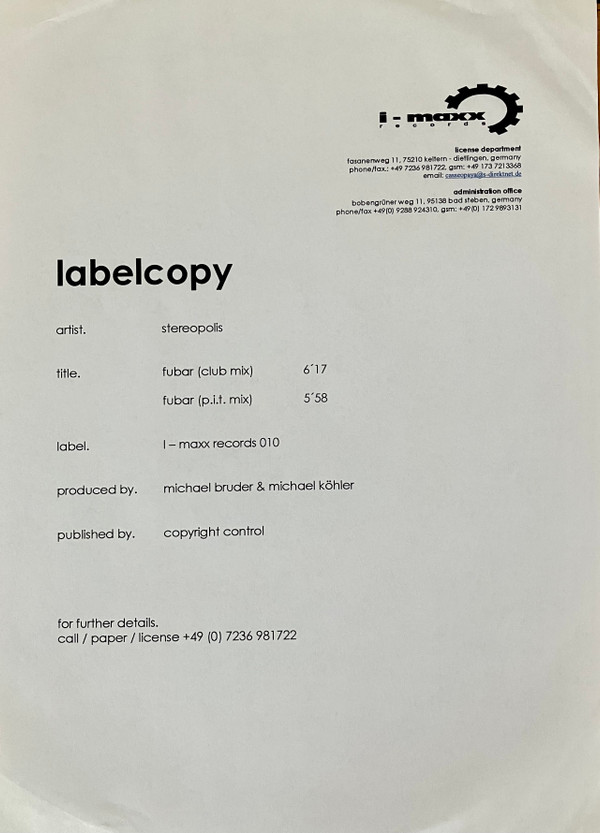 i - maxx
records
license department
fasanenweg 11, 75210 keltern - dietlingen, germany
phone/fax.: +49 7236 981722, gsm: +49 173 7213368
email:
administration office
bobengrüner weg 11, 95138 bad steben, germany
phone/fax +49(0) 9288 924310, gsm: +49(0) 172 9893131
labelcopy
artist. stereopolis
title. fubar (club mix) 6´17
fubar (p.i.t. mix) 5´58
label. I – maxx records 010
produced by. michael bruder & michael köhler
published by. copyright control
for further details.
call / paper / license +49 (0) 7236 981722